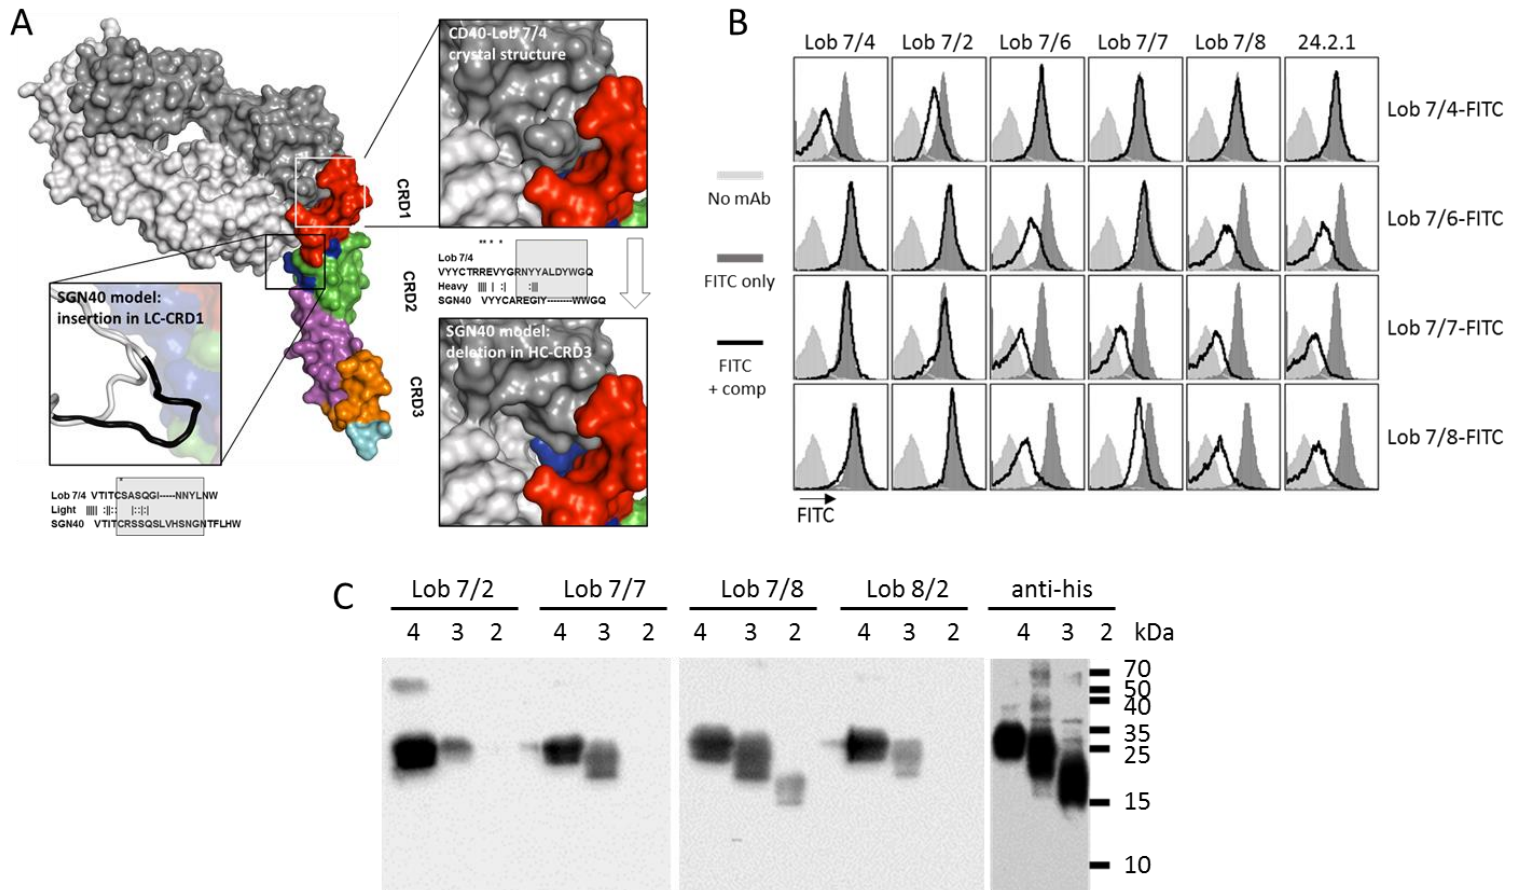 A
CD40-Lob 7/4
crystal structure
CRD1
CRD2
CRD3
** * *
Lob 7/4
VYYCTRREVYGRNYYALDYWGQ
Heavy |||| | :| :|||
SGN40 VYYCAREGIY--------WWGQ
SGN40 model:
deletion in HC-CRD3
SGN40 model:
insertion in LC-CRD1
*
Lob 7/4 VTITCSASQGI-----NNYLNW
Light ||||| :||:: |::|:|
SGN40 VTITCRSSQSLVHSNGNTFLHW
B
Lob 7/4 Lob 7/2 Lob 7/6 Lob 7/7 Lob 7/8 24.2.1
Lob 7/4-FITC
Lob 7/6-FITC
Lob 7/7-FITC
Lob 7/8-FITC
No mAb
FITC only
FITC
+ comp
FITC
C
Lob 7/2 Lob 7/7 Lob 7/8 Lob 8/2 anti-his
4 3 2 4 3 2 4 3 2 4 3 2 4 3 2 kDa
70
50
40
35
25
15
10